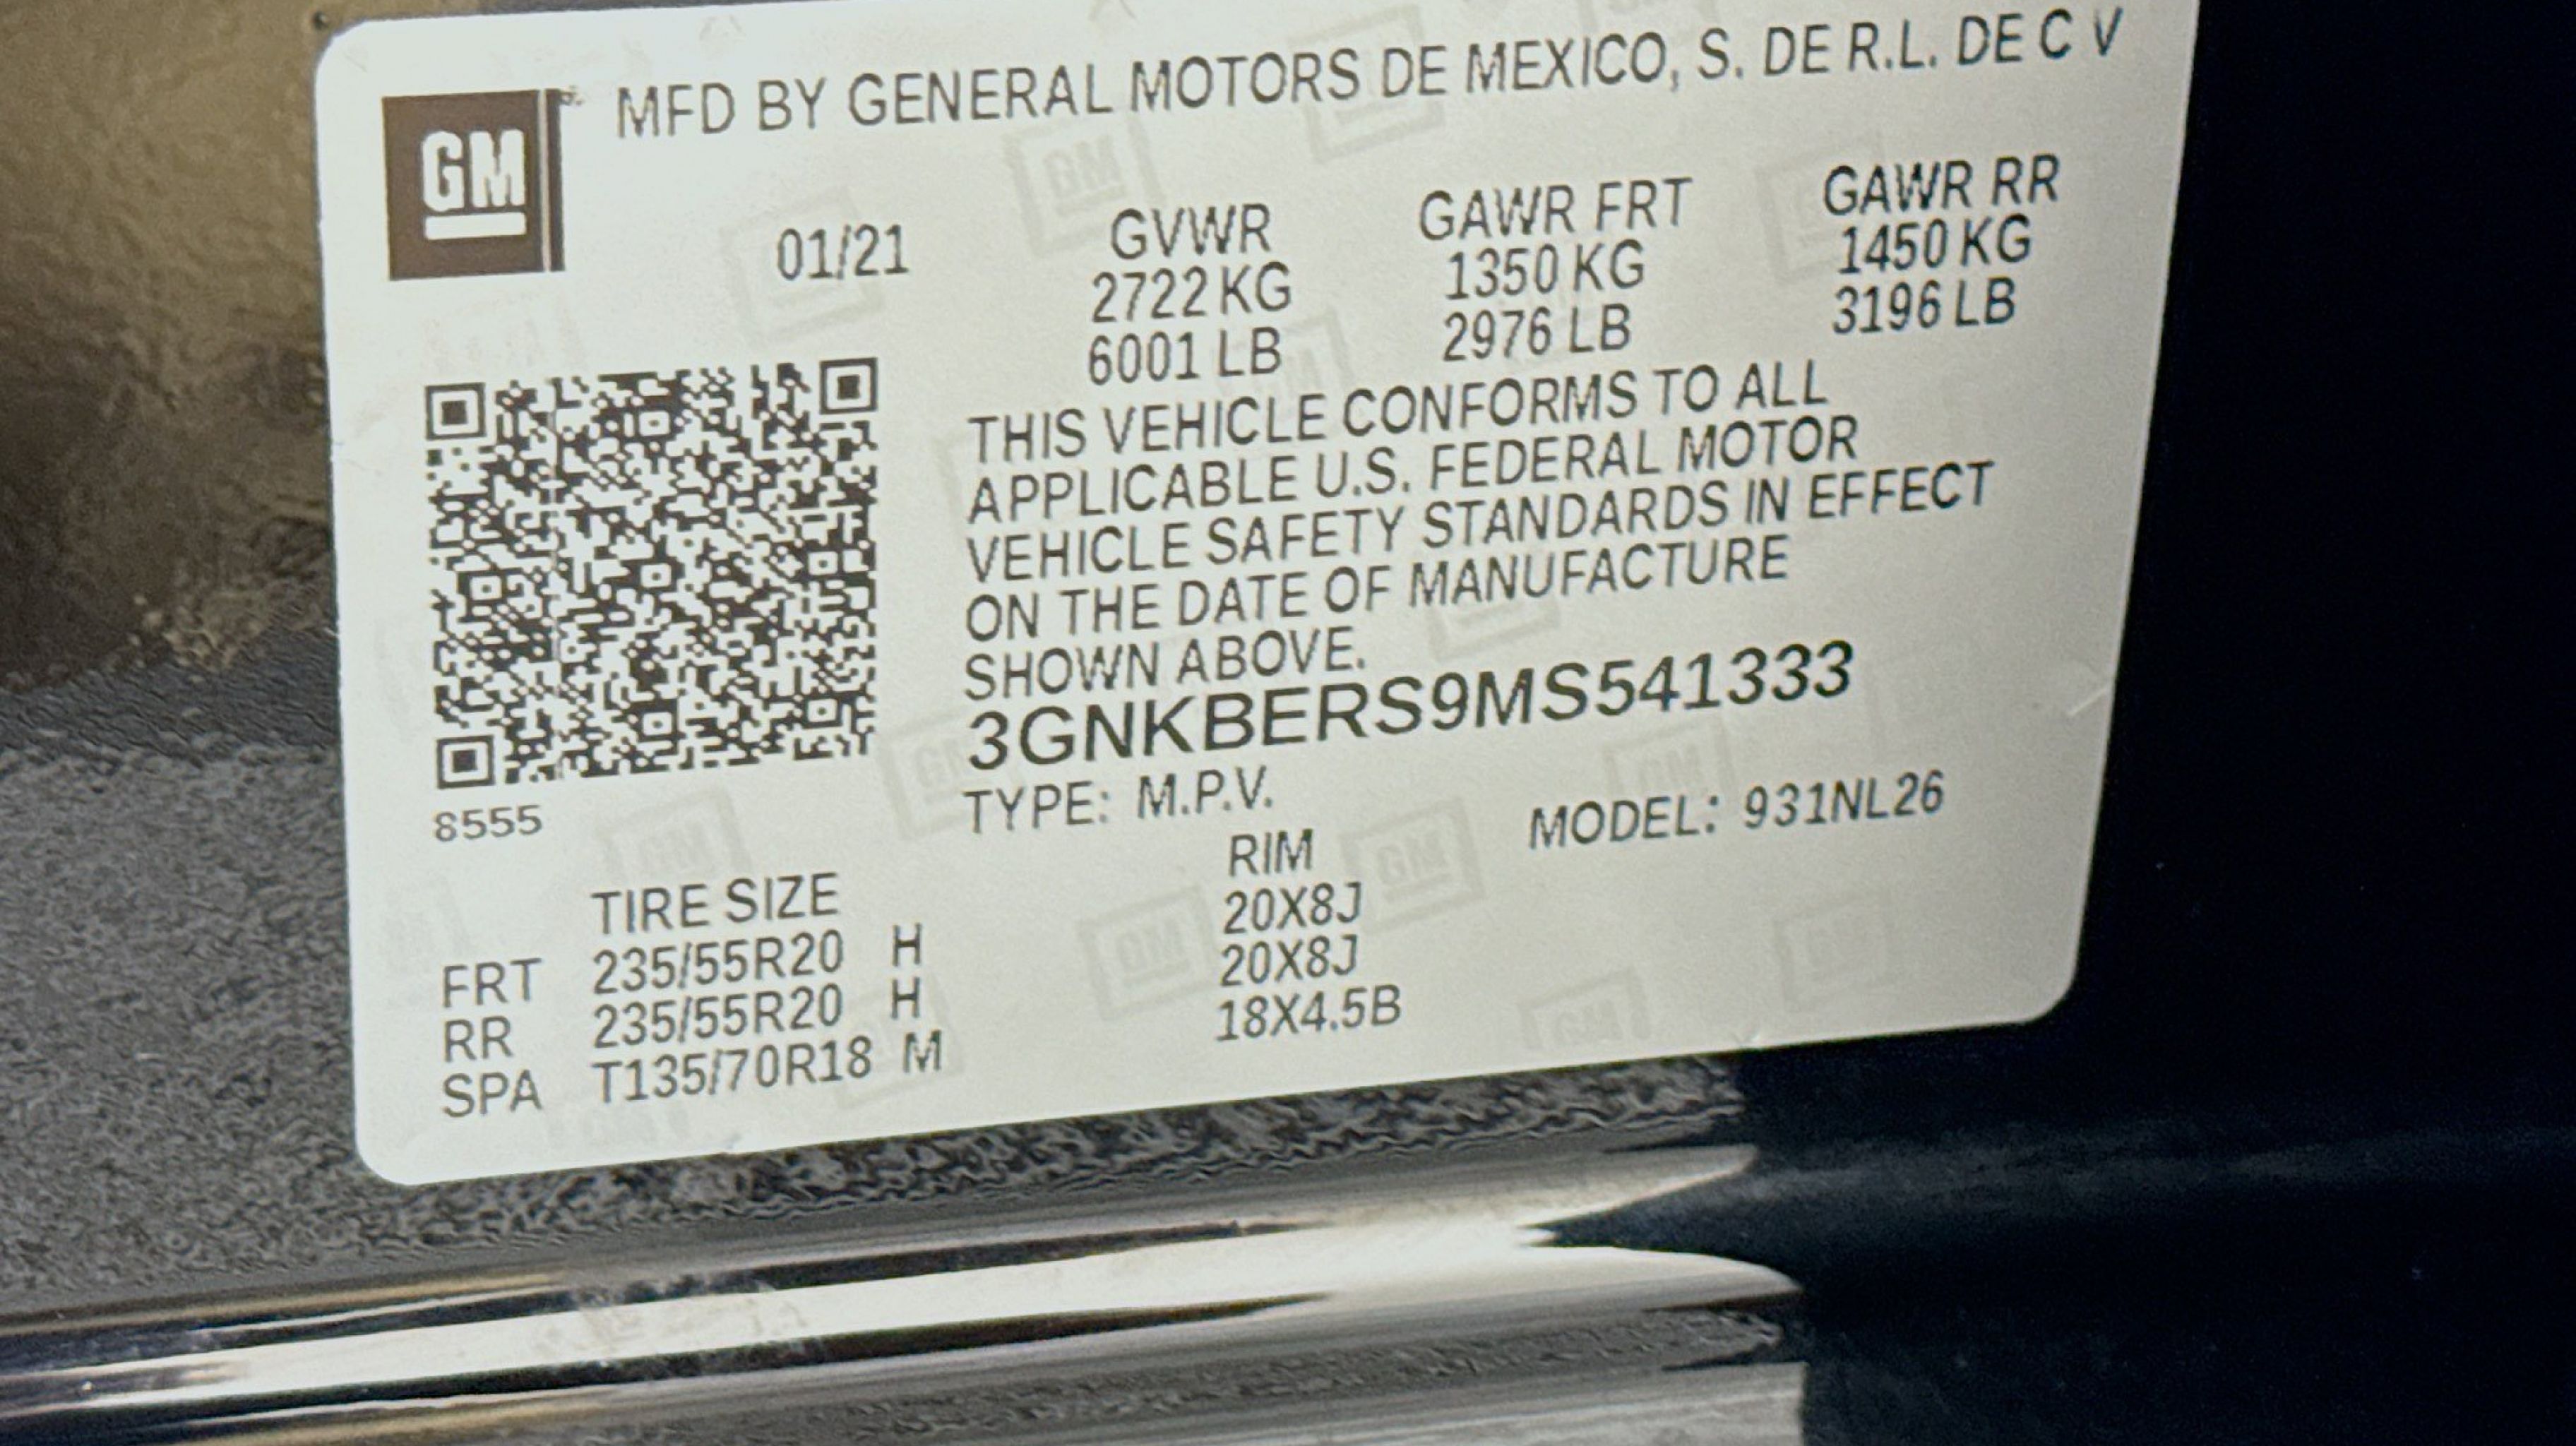 GM
MFD BY GENERAL MOTORS DE MEXICO, S. DE R.L. DE C V
01/21
GVWR
2722 KG
6001 LB
GAWR FRT
1350 KG
2976 LB
GAWR RR
1450 KG
3196 LB
THIS VEHICLE CONFORMS TO ALL
APPLICABLE U.S. FEDERAL MOTOR
VEHICLE SAFETY STANDARDS IN EFFECT
ON THE DATE OF MANUFACTURE
SHOWN ABOVE.
3GNKBERS9MS541333
TYPE: M.P.V.
MODEL: 931NL26
8555
TIRE SIZE RIM
FRT 235/55R20 H 20X8J
RR 235/55R20 H 20X8J
SPA T135/70R18 M 18X4.5B